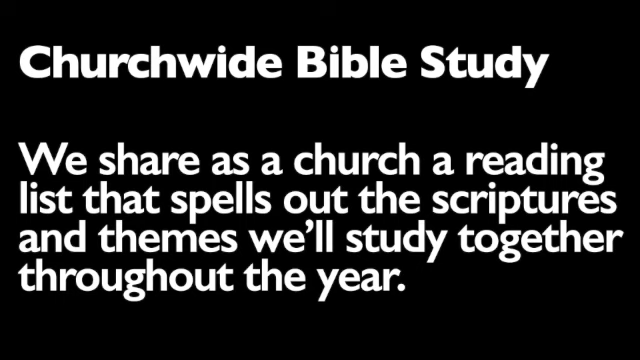 Churchwide Bible Study
We share as a church a reading
list that spells out the scriptures
and themes we’ll study together
throughout the year.